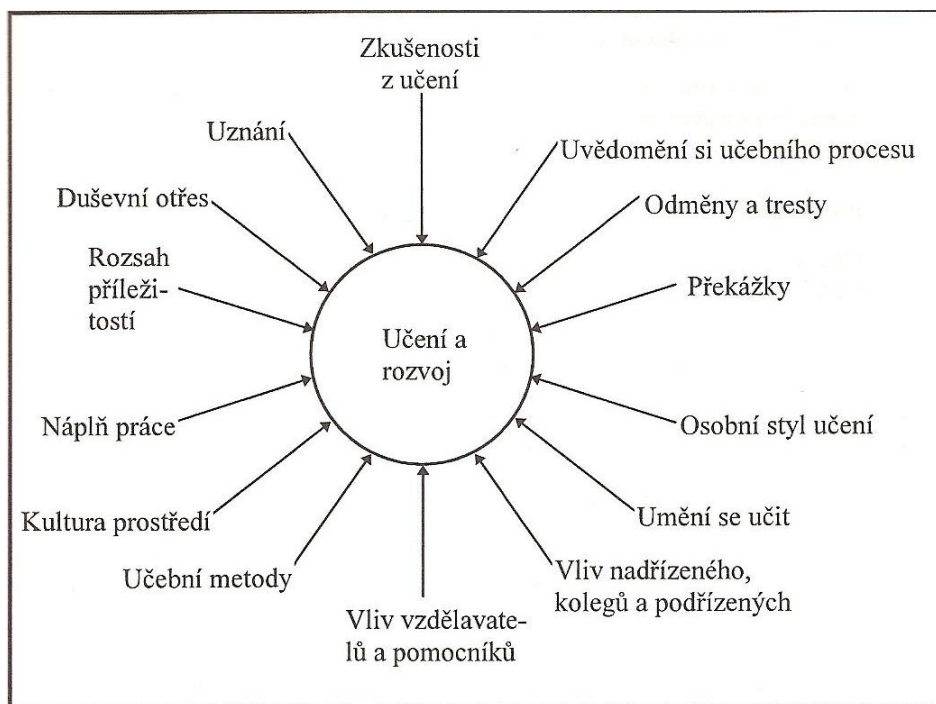 Zkušenosti
z učení
Uznání
Uvědomění si učebního procesu
Duševní otřes
Odměny a tresty
Rozsah
příleži-
tostí
Překážky
Učení a
rozvoj
Náplň práce
Osobní styl učení
Kultura prostředí
Umění se učit
Učební metody
Vliv nadřízeného,
kolegů a podřízených
Vliv vzdělavate-
lů a pomocníků